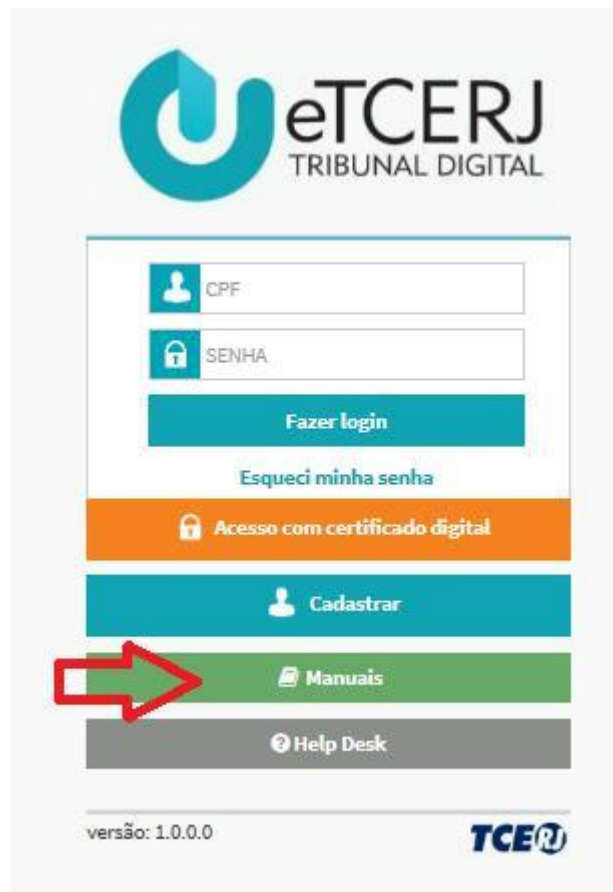 eTCERJ
TRIBUNAL DIGITAL
CPF
SENHA
Fazer login
Esqueci minha senha
Acesso com certificado digital
Cadastrar
Manuais
Help Desk
versão: 1.0.0.0
TCERJ